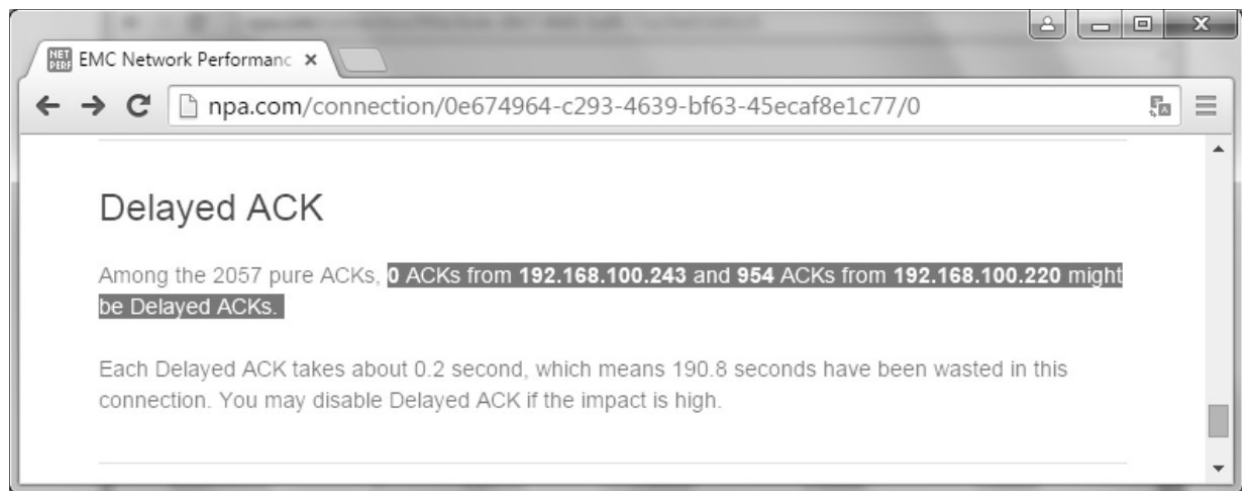 NET
PERF
EMC Network Performanc
npa.com/connection/0e674964-c293-4639-bf63-45ecaf8e1c77/0
Delayed ACK
Among the 2057 pure ACKs, 0 ACKs from 192.168.100.243 and 954 ACKs from 192.168.100.220 might
be Delayed ACKs.
Each Delayed ACK takes about 0.2 second, which means 190.8 seconds have been wasted in this
connection. You may disable Delayed ACK if the impact is high.